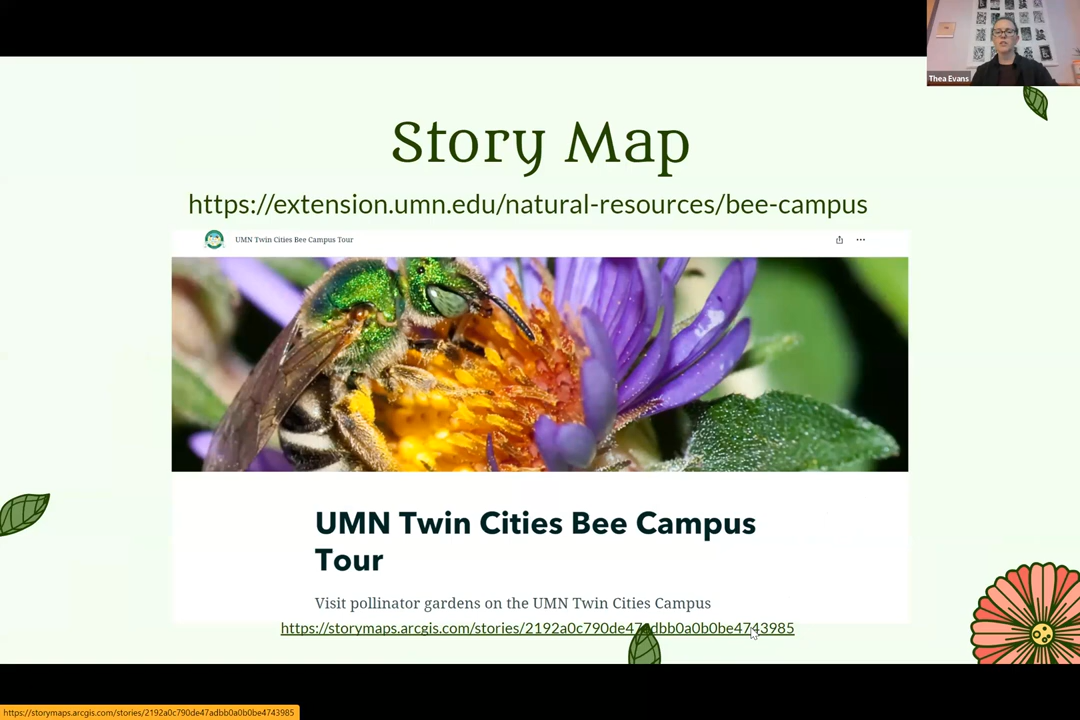 Thea Evans
Story Map
https://extension.umn.edu/natural-resources/bee-campus
UMN Twin Cities Bee Campus Tour
UMN Twin Cities Bee Campus
Tour
Visit pollinator gardens on the UMN Twin Cities Campus
https://storymaps.arcgis.com/stories/2192a0c790de47adbb0a0b0be4743985
https://storymaps.arcgis.com/stories/2192a0c790de47adbb0a0b0be4743985